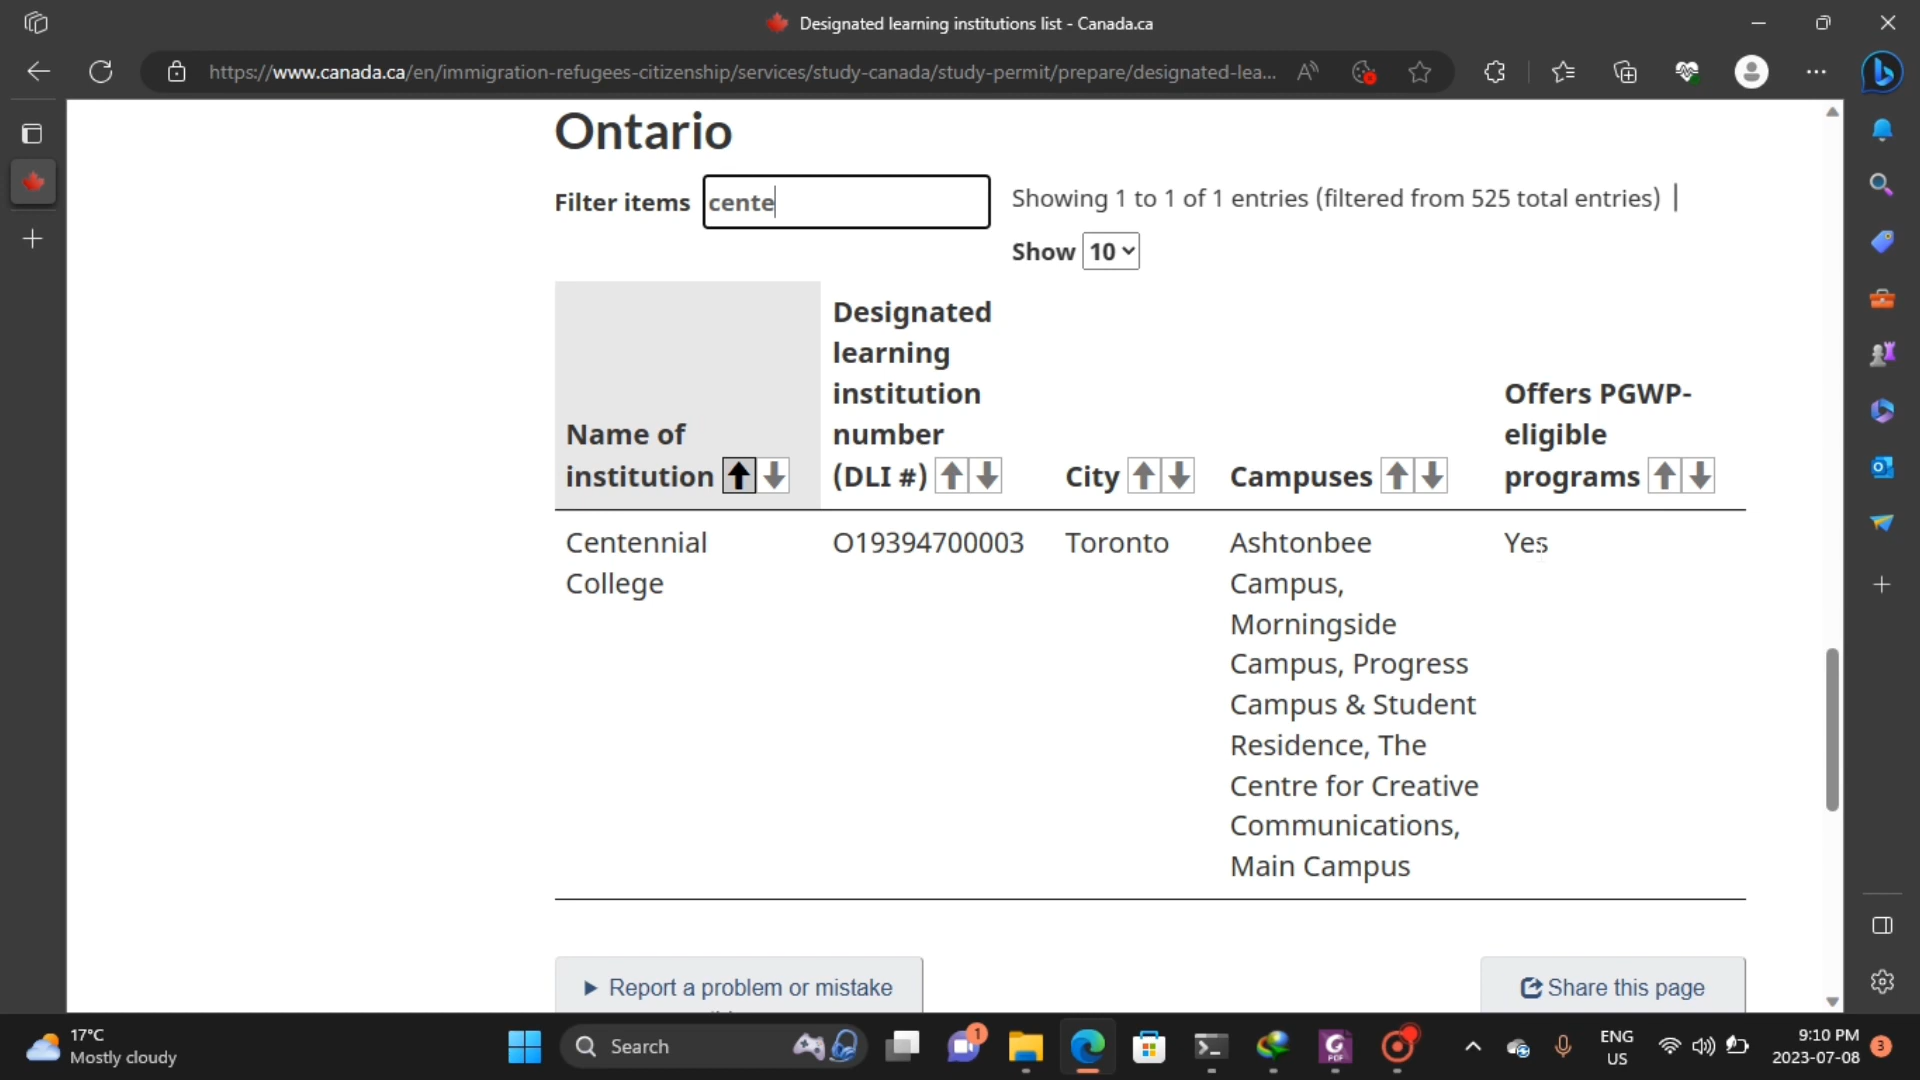 Designated learning institutions list - Canada.ca
https://www.canada.ca/en/immigration-refugees-citizenship/services/study-canada/study-permit/prepare/designated-lea...
Ontario
Filter items cente
Showing 1 to 1 of 1 entries (filtered from 525 total entries) |
Show 10
Name of
institution
Designated
learning
institution
number
(DLI #)
City
Campuses
Offers PGWP-
eligible
programs
Centennial
College
O19394700003
Toronto
Ashtonbee
Campus,
Morningside
Campus, Progress
Campus & Student
Residence, The
Centre for Creative
Communications,
Main Campus
Yes
Report a problem or mistake
Share this page
17°C
Mostly cloudy
Search
1
ENG
US
9:10 PM
2023-07-08
3